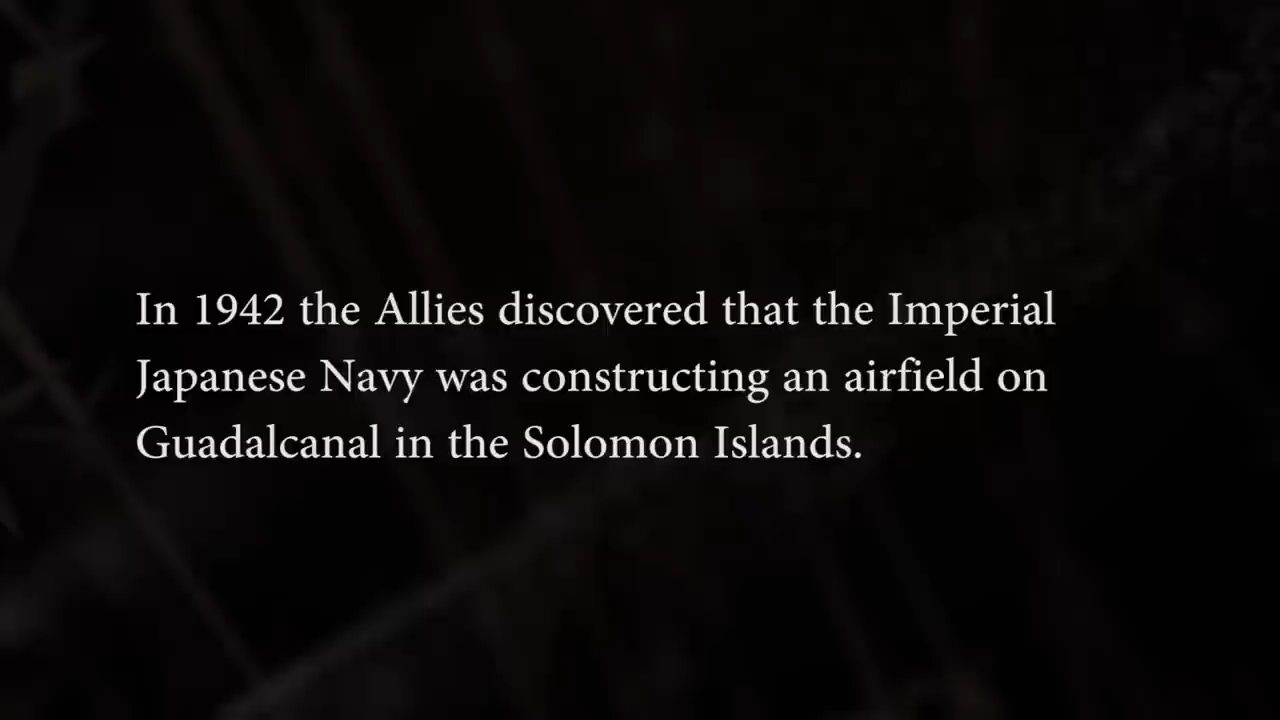 In 1942 the Allies discovered that the Imperial
Japanese Navy was constructing an airfield on
Guadalcanal in the Solomon Islands.